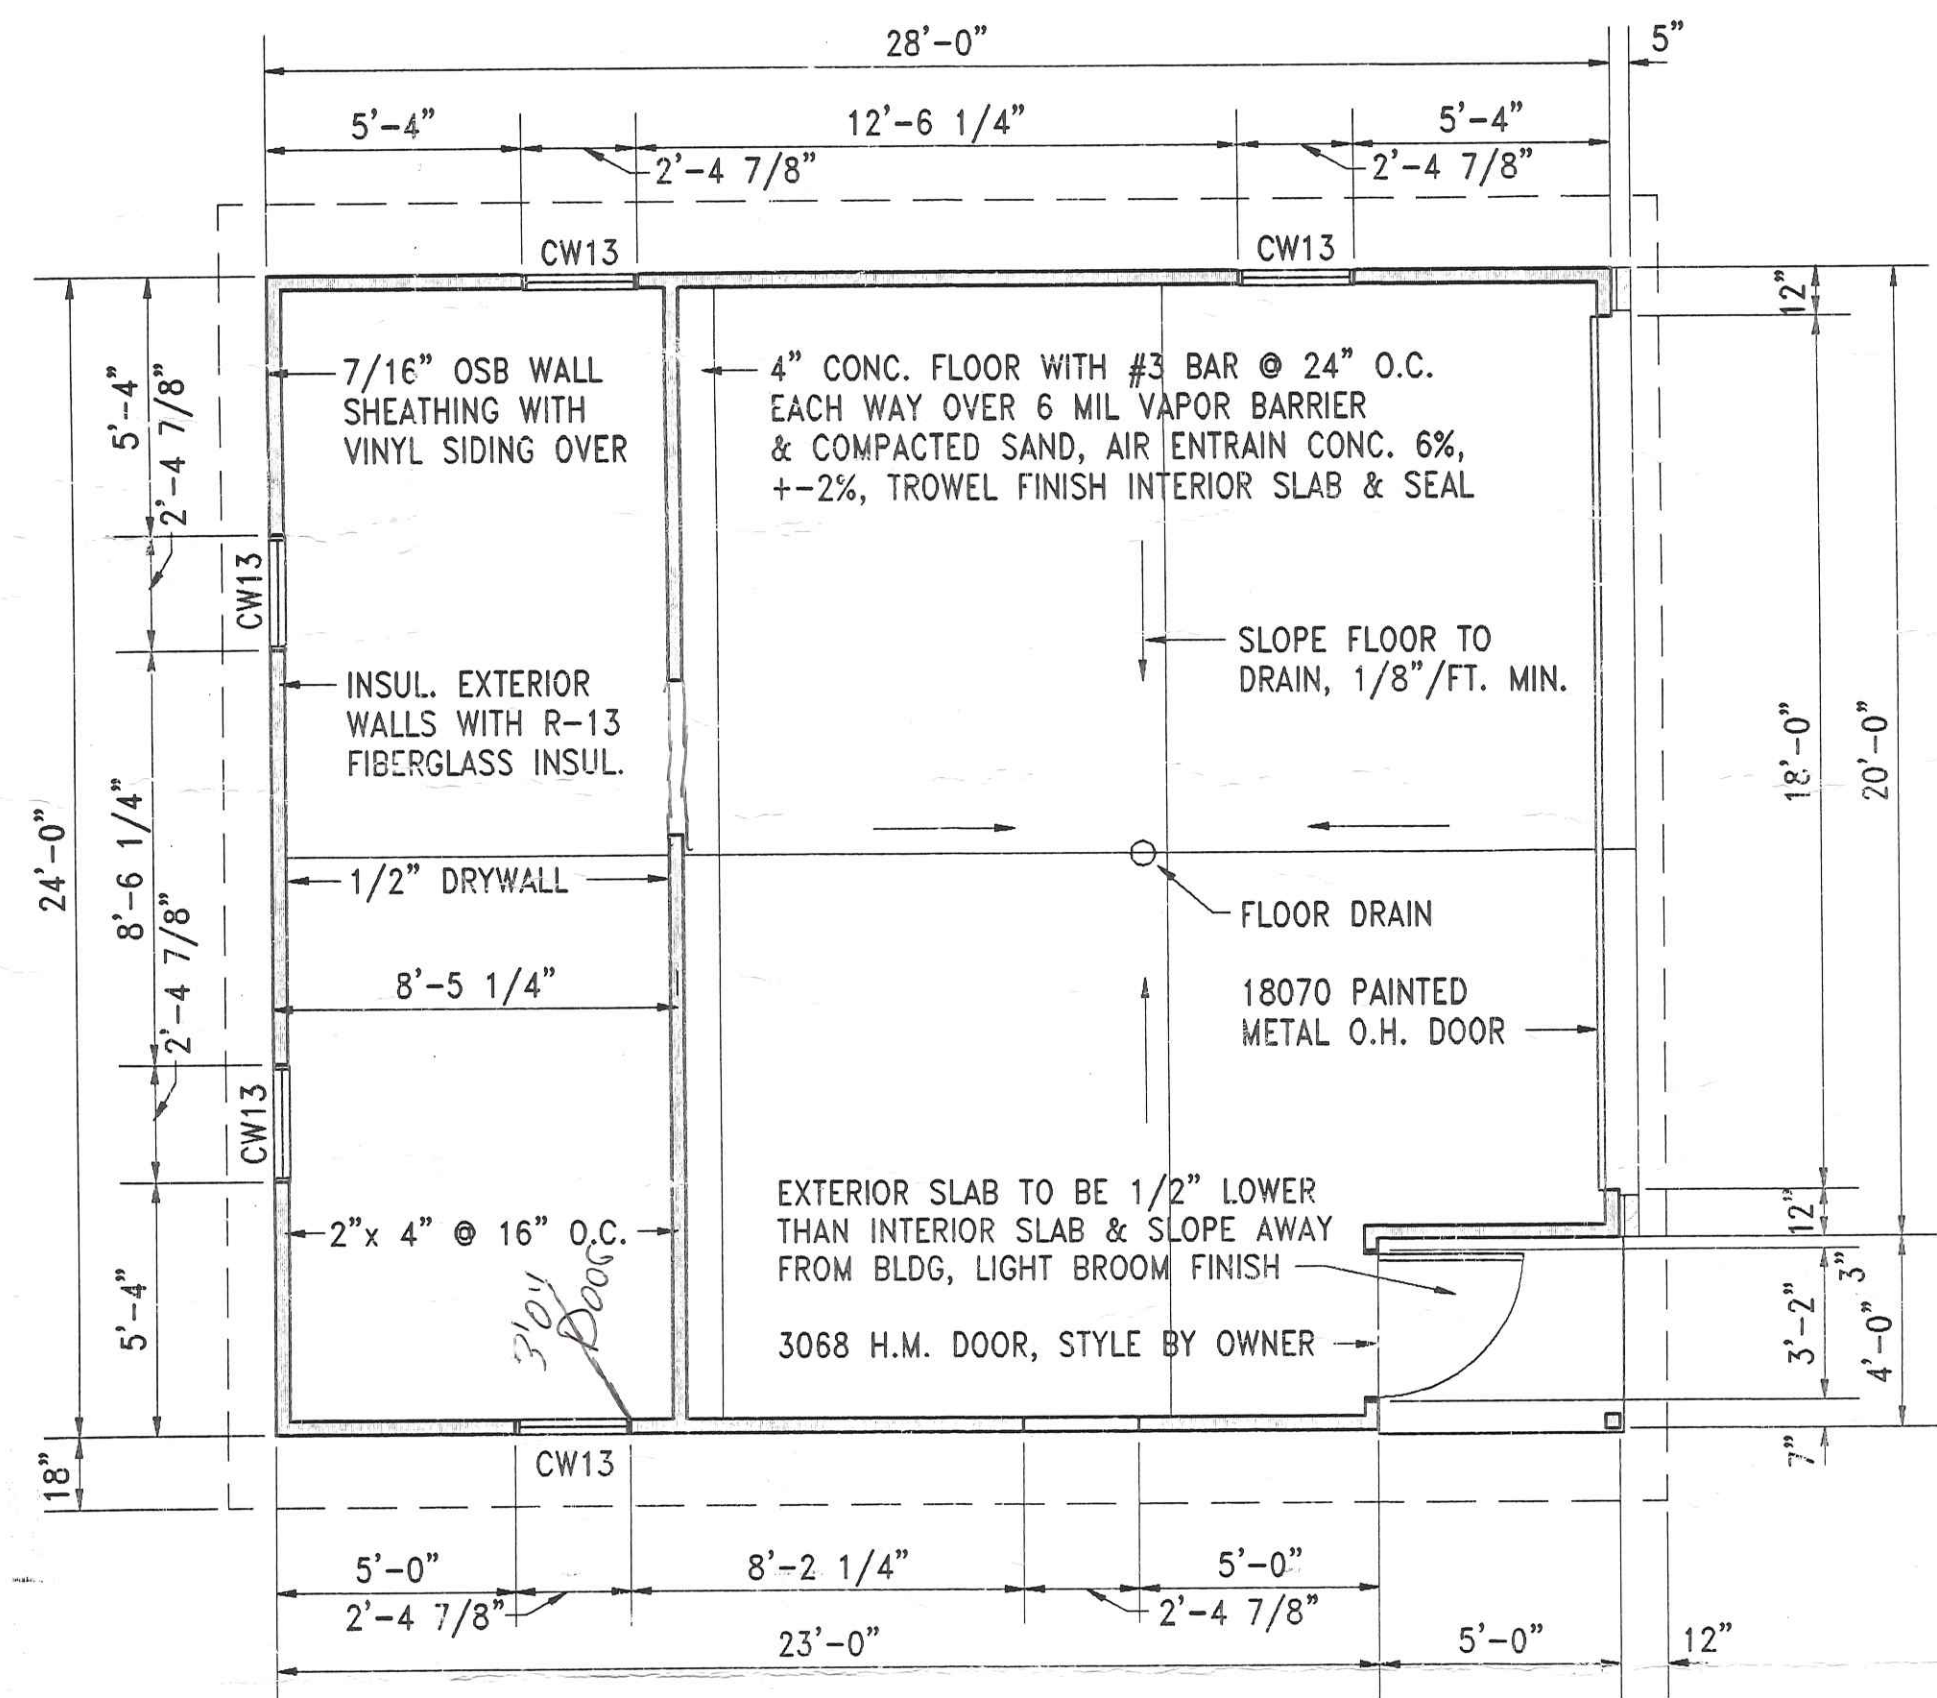 28'-0"
5"
5'-4"
12'-6 1/4"
5'-4"
2'-4 7/8"
2'-4 7/8"
CW13
CW13
12"
7/16" OSB WALL
SHEATHING WITH
VINYL SIDING OVER
4" CONC. FLOOR WITH #3 BAR @ 24" O.C.
EACH WAY OVER 6 MIL VAPOR BARRIER
& COMPACTED SAND, AIR ENTRAIN CONC. 6%,
+-2%, TROWEL FINISH INTERIOR SLAB & SEAL
5'-4"
2'-4 7/8"
CW13
INSUL. EXTERIOR
WALLS WITH R-13
FIBERGLASS INSUL.
SLOPE FLOOR TO
DRAIN, 1/8"/FT. MIN.
18'-0"
20'-0"
24'-0"
8'-6 1/4"
2'-4 7/8"
1/2" DRYWALL
FLOOR DRAIN
8'-5 1/4"
18070 PAINTED
METAL O.H. DOOR
CW13
2"x 4" @ 16" O.C.
EXTERIOR SLAB TO BE 1/2" LOWER
THAN INTERIOR SLAB & SLOPE AWAY
FROM BLDG, LIGHT BROOM FINISH
12"
3"
5'-4"
3'0"
Door
3068 H.M. DOOR, STYLE BY OWNER
3'-2"
4'-0"
7"
18"
CW13
5'-0"
8'-2 1/4"
5'-0"
2'-4 7/8"
2'-4 7/8"
23'-0"
5'-0"
12"